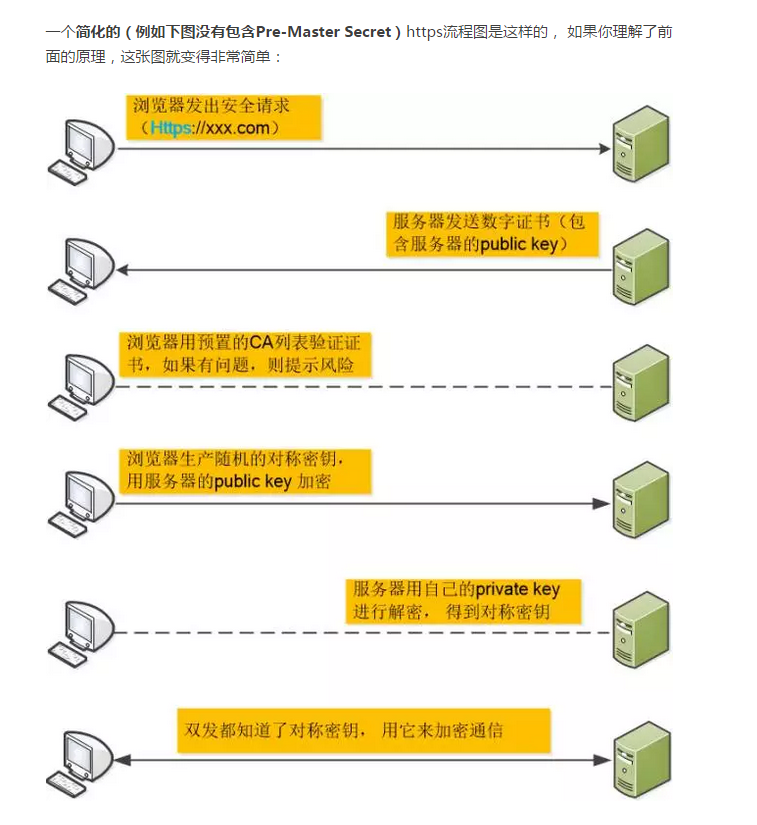 一个简化的（例如下图没有包含Pre-Master Secret）https流程图是这样的， 如果你理解了前
面的原理，这张图就变得非常简单：
浏览器发出安全请求
（Https://xxx.com）
服务器发送数字证书（包
含服务器的public key）
浏览器用预置的CA列表验证证
书，如果有问题，则提示风险
浏览器生产随机的对称密钥，
用服务器的public key 加密
服务器用自己的private key
进行解密， 得到对称密钥
双发都知道了对称密钥， 用它来加密通信